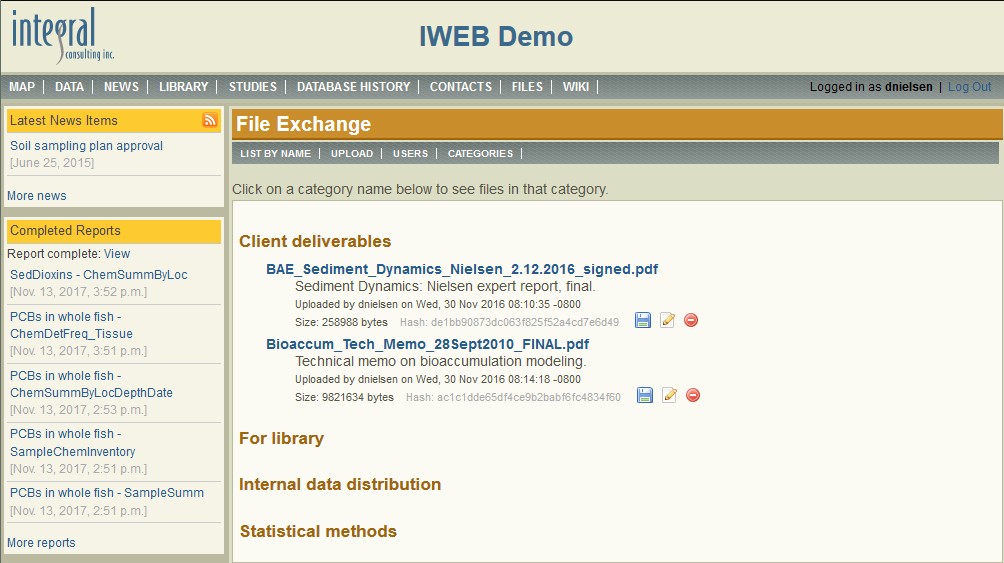 integral
consulting inc.
IWEB Demo
MAP | DATA | NEWS | LIBRARY | STUDIES | DATABASE HISTORY | CONTACTS | FILES | WIKI |
Logged in as dnielsen | Log Out
Latest News Items
Soil sampling plan approval
[June 25, 2015]
More news
Completed Reports
Report complete: View
SedDioxins - ChemSummByLoc
[Nov. 13, 2017, 3:52 p.m.]
PCBs in whole fish -
ChemDetFreq_Tissue
[Nov. 13, 2017, 3:51 p.m.]
PCBs in whole fish -
ChemSummByLocDepthDate
[Nov. 13, 2017, 2:53 p.m.]
PCBs in whole fish -
SampleChemInventory
[Nov. 13, 2017, 2:51 p.m.]
PCBs in whole fish - SampleSumm
[Nov. 13, 2017, 2:51 p.m.]
More reports
File Exchange
LIST BY NAME | UPLOAD | USERS | CATEGORIES |
Click on a category name below to see files in that category.
Client deliverables
BAE_Sediment_Dynamics_Nielsen_2.12.2016_signed.pdf
Sediment Dynamics: Nielsen expert report, final.
Uploaded by dnielsen on Wed, 30 Nov 2016 08:10:35 -0800
Size: 258988 bytes Hash: de1bb90873dc063f825f52a4cd7e6d49
Bioaccum_Tech_Memo_28Sept2010_FINAL.pdf
Technical memo on bioaccumulation modeling.
Uploaded by dnielsen on Wed, 30 Nov 2016 08:14:18 -0800
Size: 9821634 bytes Hash: ac1c1dde65df4ce9b2babf6fc4834f60
For library
Internal data distribution
Statistical methods